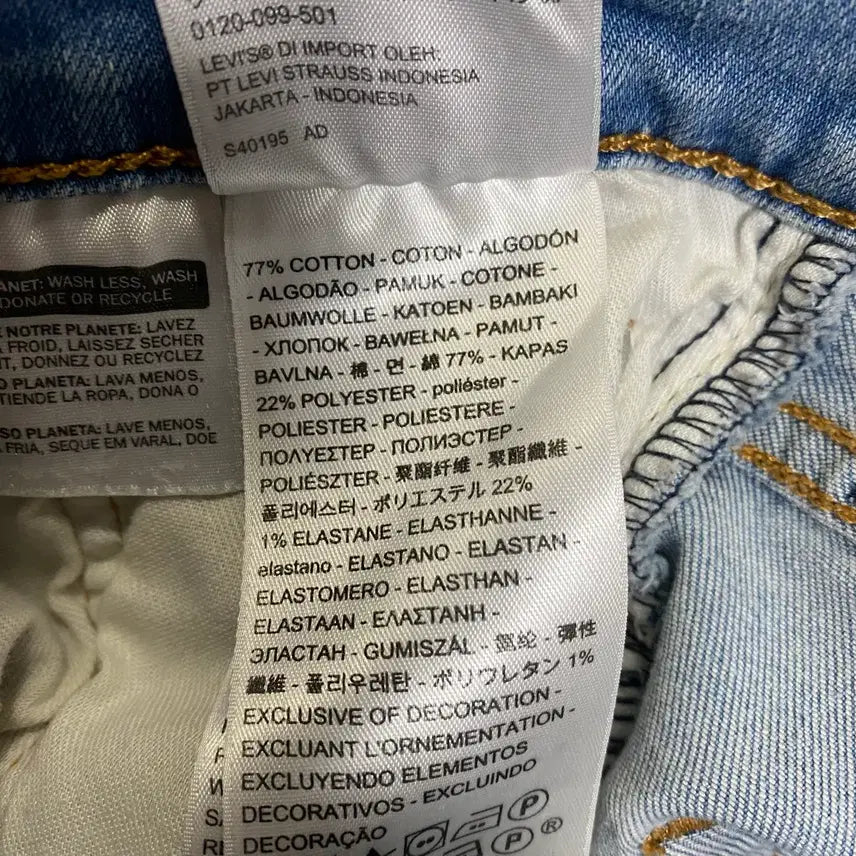 0120-099-501
LEVI'S® DI IMPORT OLEH:
PT LEVI STRAUSS INDONESIA
JAKARTA - INDONESIA
S40195 AD
ANET: WASH LESS, WASH
DONATE OR RECYCLE
E NOTRE PLANETE: LAVEZ
FROID, LAISSEZ SECHER
T, DONNEZ OU RECYCLEZ
O PLANETA: LAVA MENOS,
TIENDE LA ROPA, DONA O
SO PLANETA: LAVE MENOS,
FRIA, SEQUE EM VARAL, DOE
77% COTTON - COTON - ALGODÓN
- ALGODÃO - PAMUK - COTONE -
BAUMWOLLE - KATOEN - BAMBAKI
- ХЛОПОК - BAWEŁNA - PAMUT -
BAVLNA - 棉 - 면 - 綿 77% - KAPAS
22% POLYESTER - poliéster -
POLIESTER - POLIESTERE -
ΠΟΛΥΕΣΤΕΡ - ПОЛИЭСТЕР -
POLIÉSZTER - 聚酯纤维 - 聚酯纖維 -
폴리에스터 - ポリエステル 22%
1% ELASTANE - ELASTHANNE -
elastano - ELASTANO - ELASTAN -
ELASTOMERO - ELASTHAN -
ELASTAAN - ΕΛΑΣΤΑΝΗ -
ЭЛАСТАН - GUMISZÁL - 氨纶 - 彈性
纖維 - 폴리우레탄 - ポリウレタン 1%
EXCLUSIVE OF DECORATION -
EXCLUANT L'ORNEMENTATION -
EXCLUYENDO ELEMENTOS
DECORATIVOS - EXCLUINDO
DECORAÇÃO
P
P ®